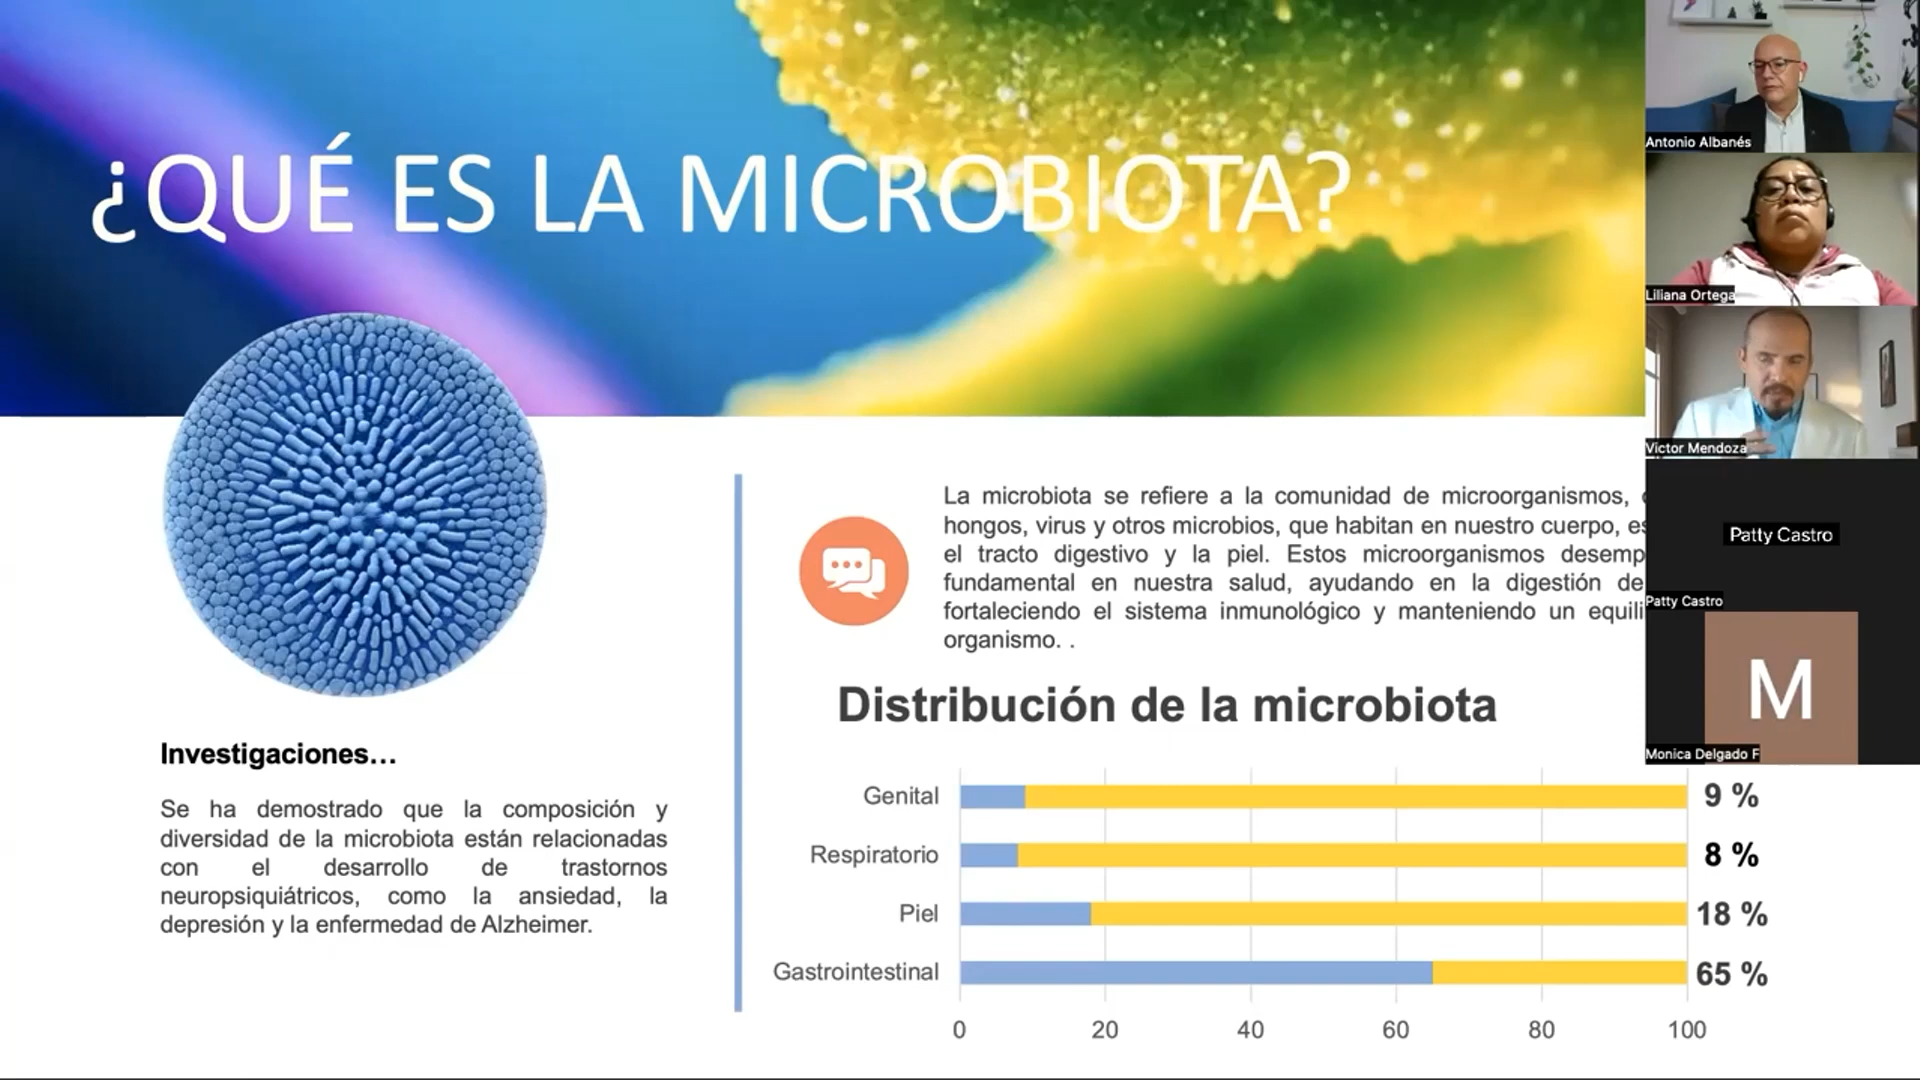 ¿QUÉ ES LA MICROBIOTA?
La microbiota se refiere a la comunidad de microorganismos,
hongos, virus y otros microbios, que habitan en nuestro cuerpo,
el tracto digestivo y la piel. Estos microorganismos
fundamental en nuestra salud, ayudando en la digestión de
fortaleciendo el sistema inmunológico y manteniendo un
organismo. .
Investigaciones...
Se ha demostrado que la composición y
diversidad de la microbiota están relacionadas
con el desarrollo de trastornos
neuropsiquiátricos, como la ansiedad, la
depresión y la enfermedad de Alzheimer.
Distribución de la microbiota
Genital 9 %
Respiratorio 8 %
Piel 18 %
Gastrointestinal 65 %
0 20 40 60 80 100
Antonio Albanés
Liliana Ortega
Victor Mendoza
Patty Castro
Patty Castro
M
Monica Delgado F